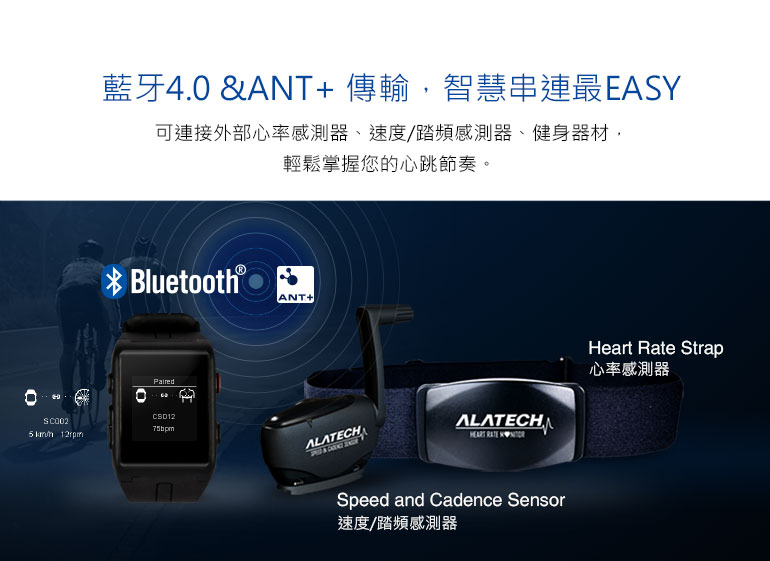 藍牙4.0 &ANT+ 傳輸，智慧串連最EASY
可連接外部心率感測器、速度/踏頻感測器、健身器材，
輕鬆掌握您的心跳節奏。
Bluetooth®
ANT+
Heart Rate Strap
心率感測器
Paired
CSD12
75bpm
SC002
5 km/h 12rpm
ALATECH
SPEED & CADENCE SENSOR
ALATECH
HEART RATE MONITOR
Speed and Cadence Sensor
速度/踏頻感測器